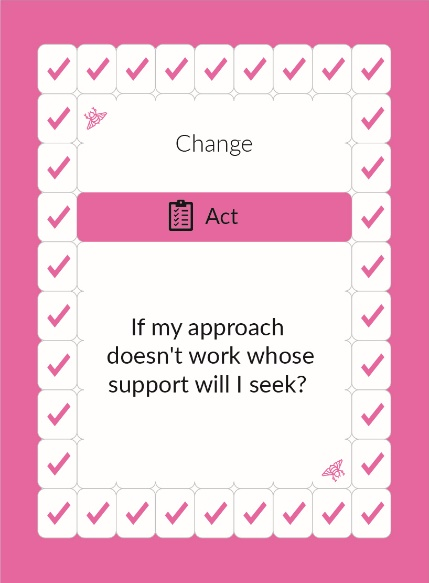 Change
Act
If my approach
doesn't work whose
support will I seek?